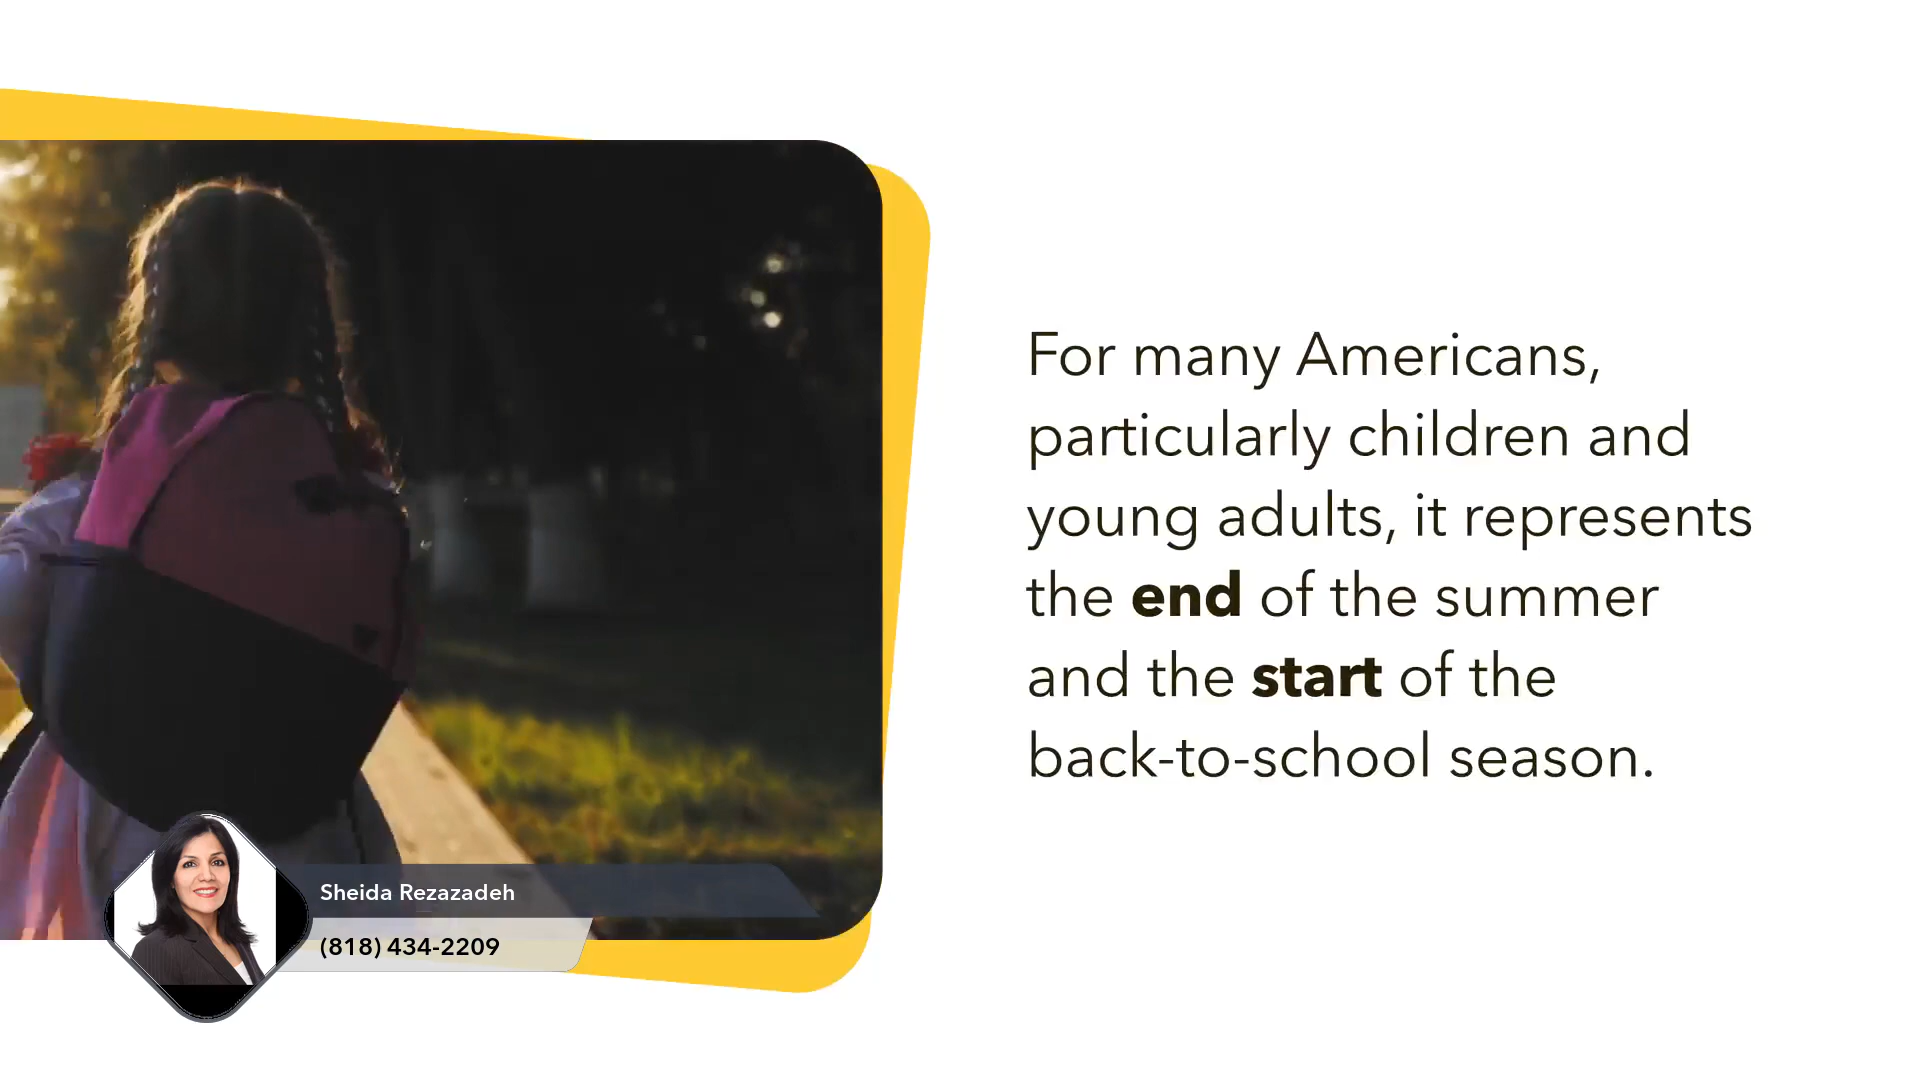 For many Americans,
particularly children and
young adults, it represents
the end of the summer
and the start of the
back-to-school season.
Sheida Rezazadeh
(818) 434-2209